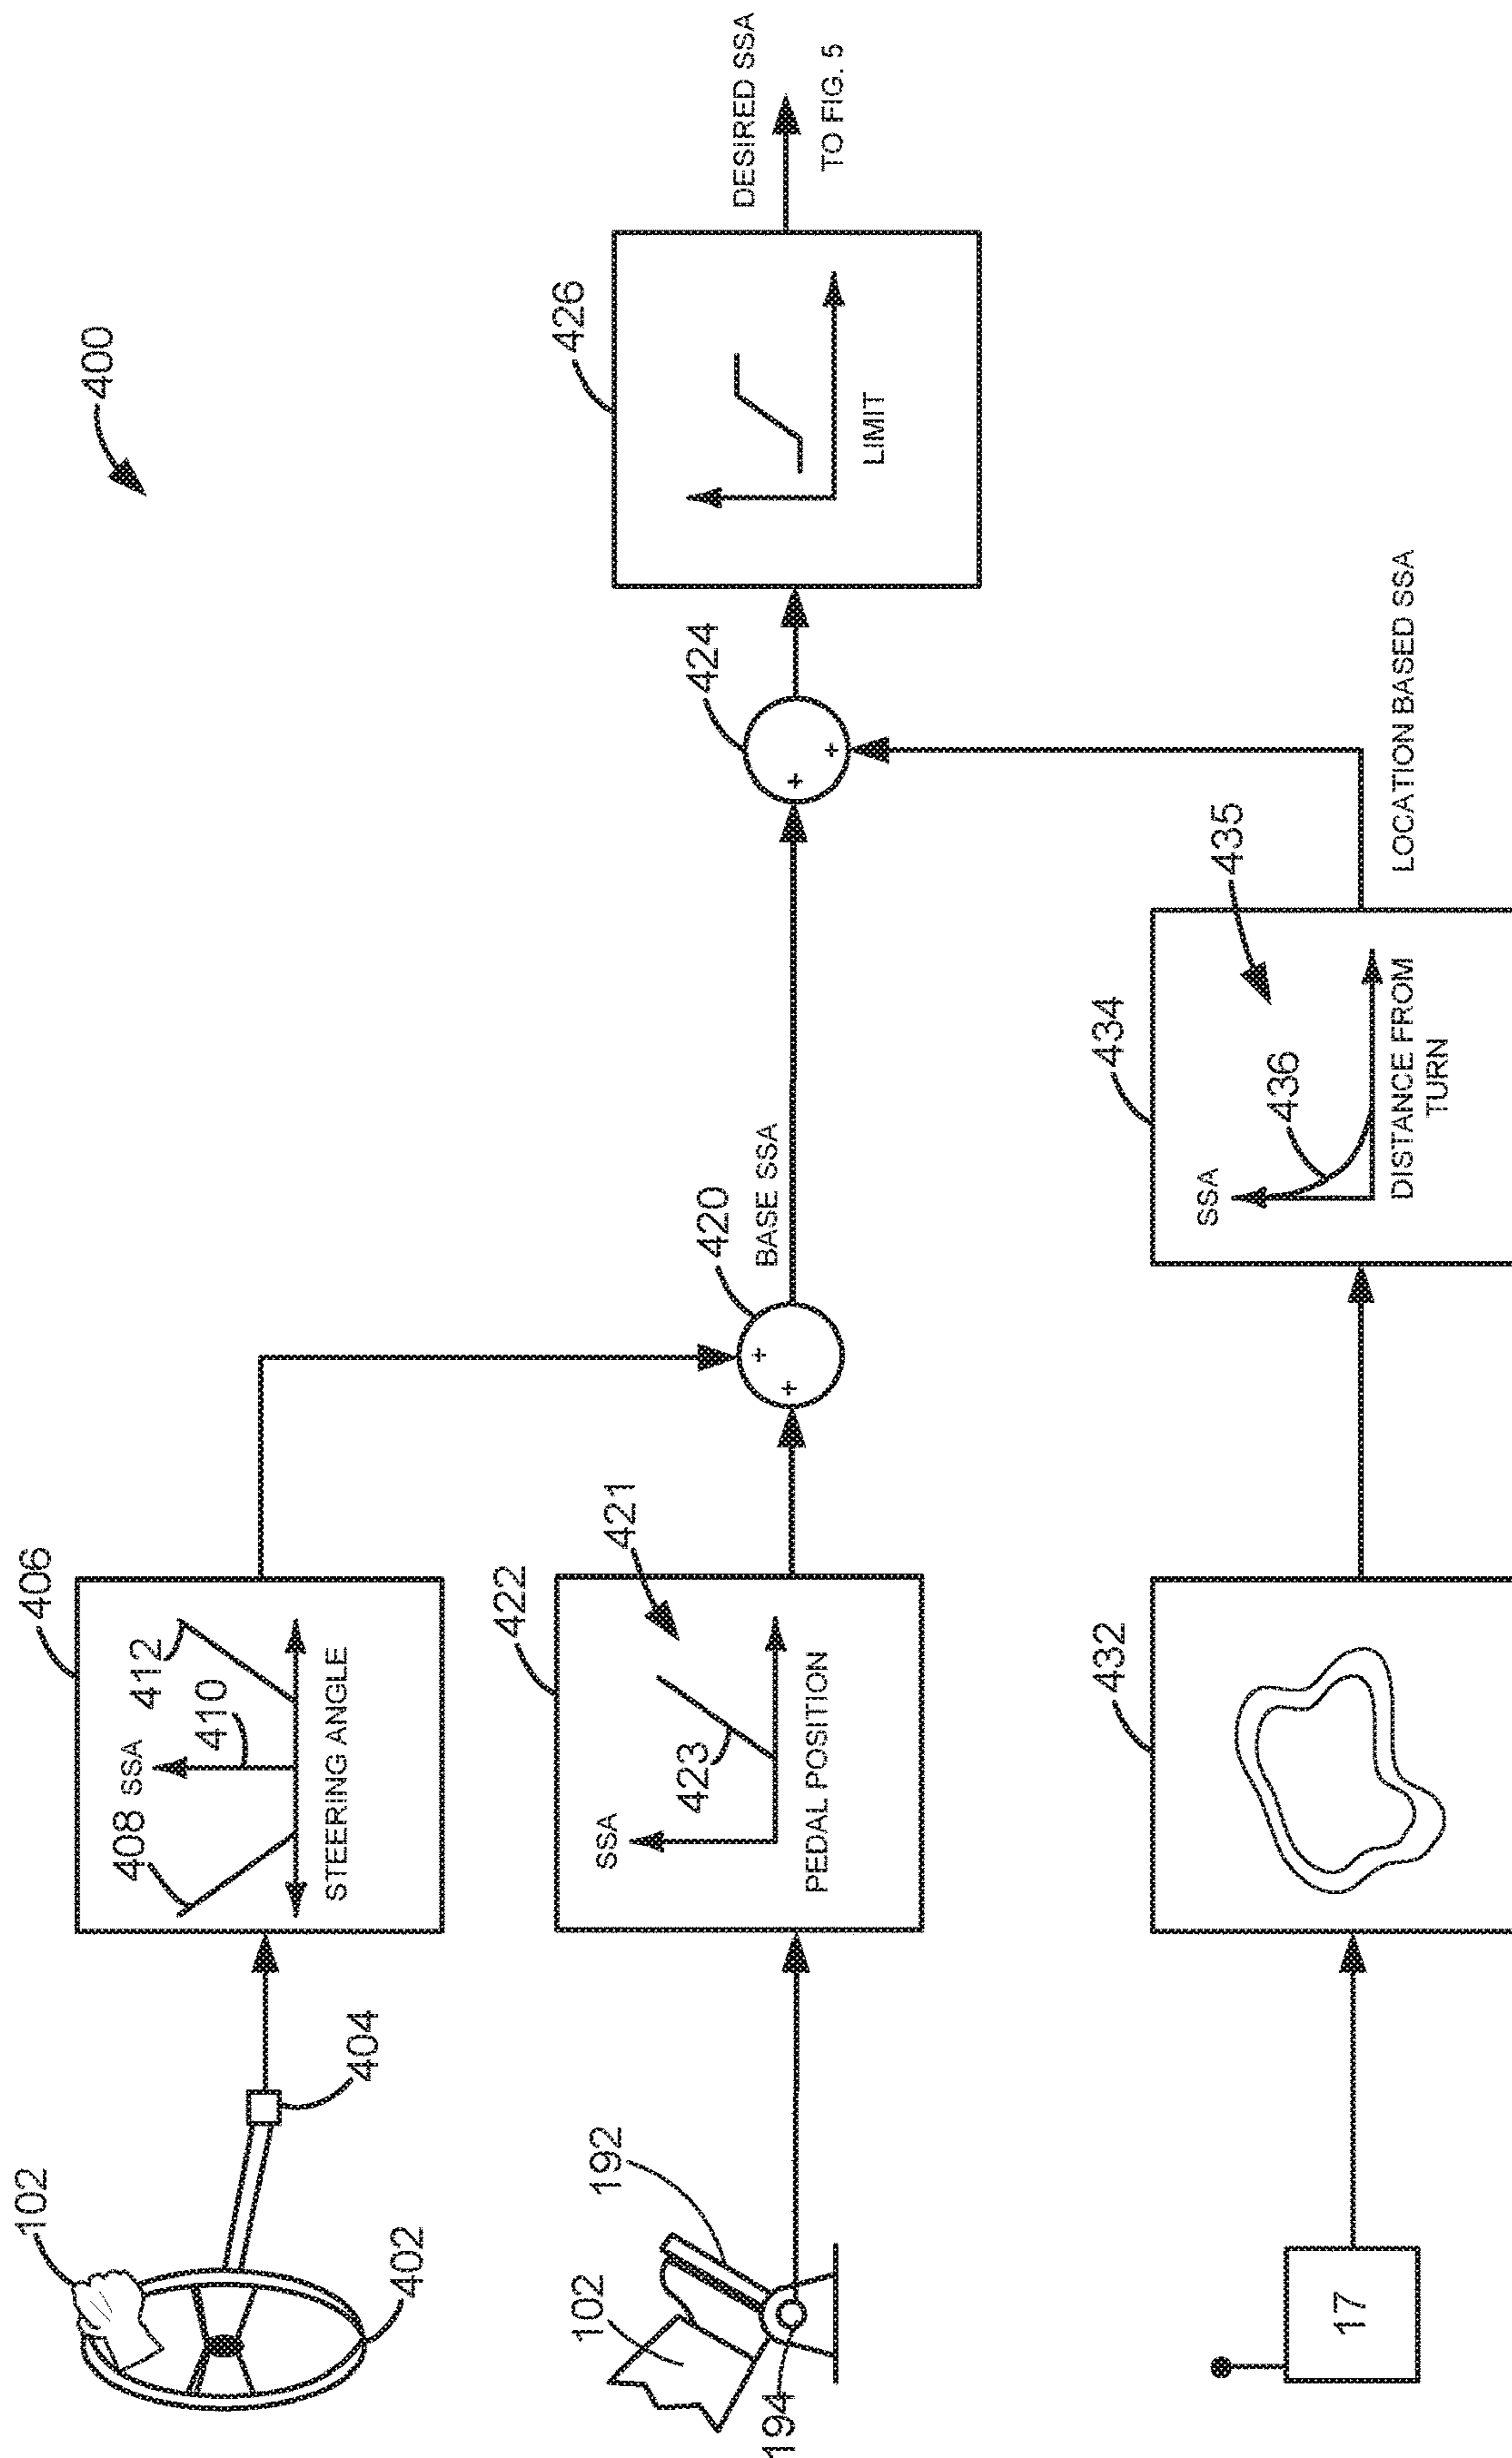 400
102
402
404
406
408
SSA
412
410
STEERING ANGLE
102
192
194
422
421
SSA
423
PEDAL POSITION
420
BASE SSA
424
426
LIMIT
DESIRED SSA
TO FIG. 5
17
432
434
435
SSA
436
DISTANCE FROM
TURN
LOCATION BASED SSA
+
+
+
+